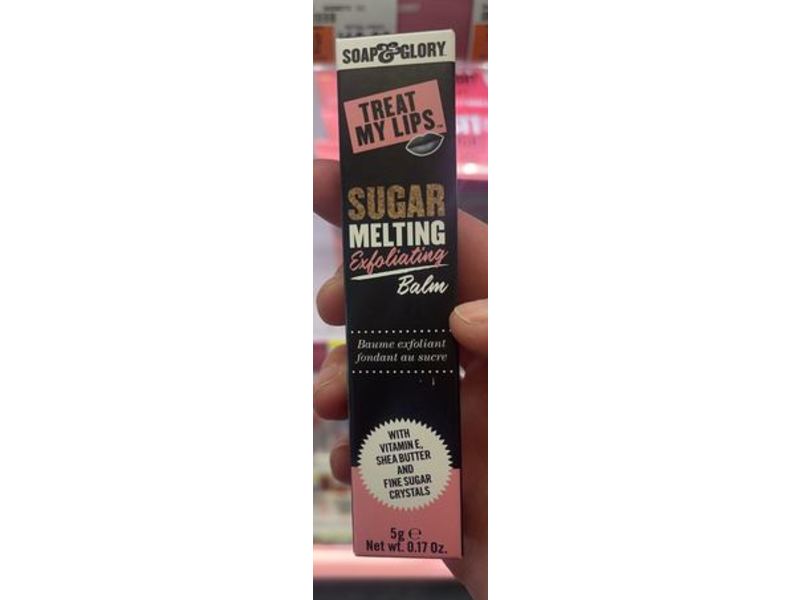 SOAP & GLORY
TREAT
MY LIPS™
SUGAR
MELTING
Exfoliating
Balm
Baume exfoliant
fondant au sucre
WITH
VITAMIN E,
SHEA BUTTER
AND
FINE SUGAR
CRYSTALS
5g ℮
Net wt. 0.17 Oz.